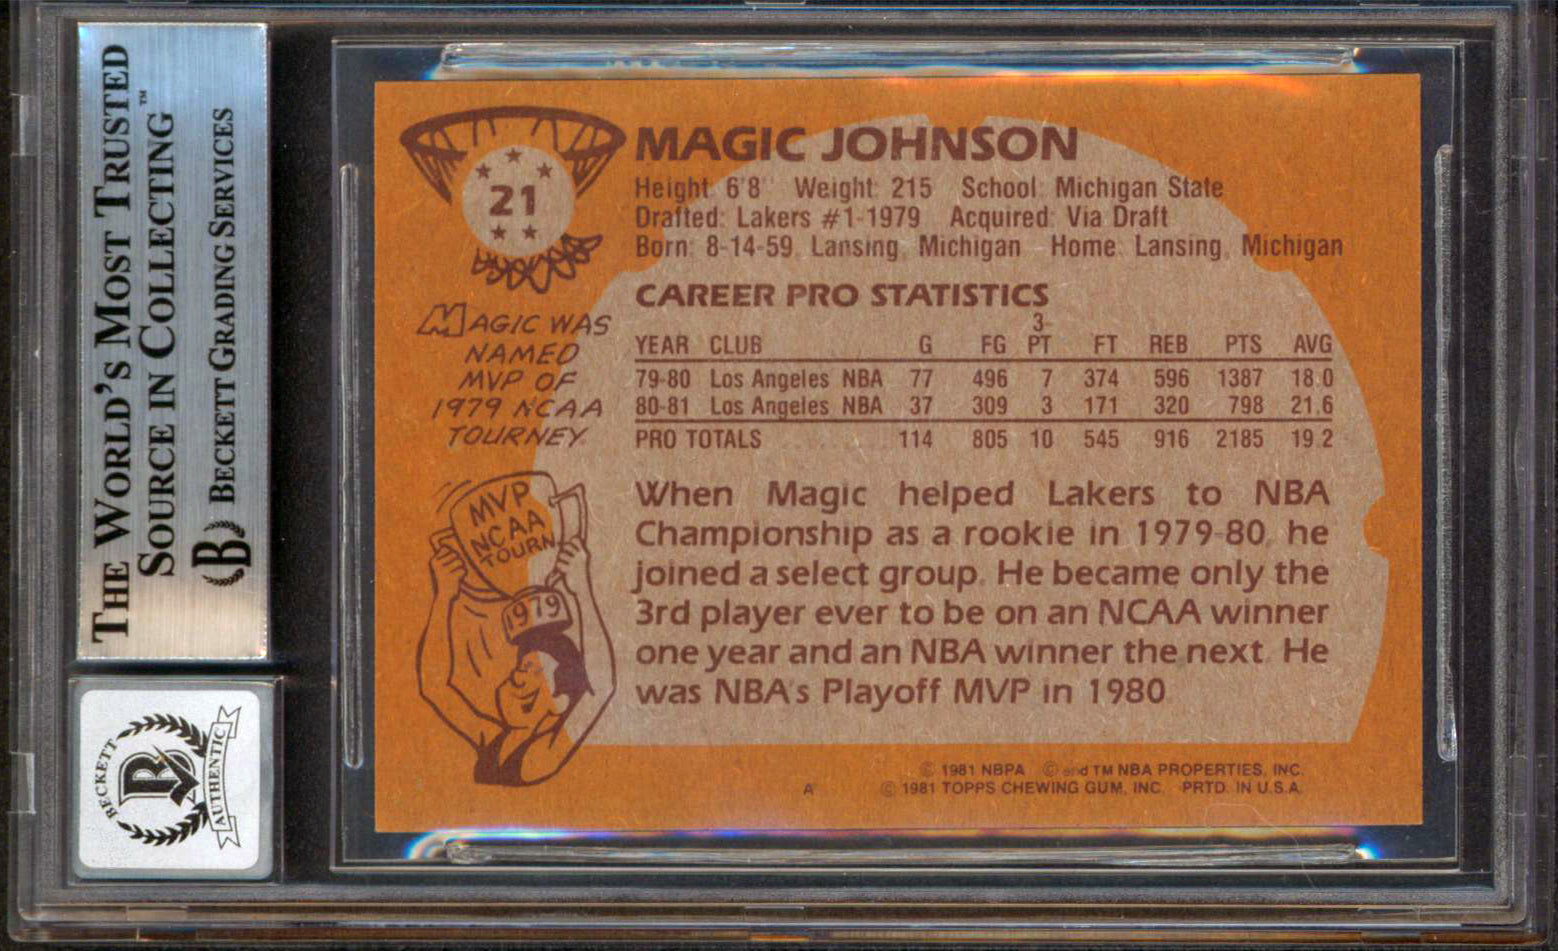 THE WORLD'S MOST TRUSTED
SOURCE IN COLLECTING™
B BECKETT GRADING SERVICES
BECKETT
B
AUTHENTIC
21
MAGIC JOHNSON
Height: 6'8" Weight: 215 School: Michigan State
Drafted: Lakers #1-1979 Acquired: Via Draft
Born: 8-14-59, Lansing, Michigan Home: Lansing, Michigan
MAGIC WAS
NAMED
MVP OF
1979 NCAA
TOURNEY.
MVP
NCAA
TOURN.
1979
CAREER PRO STATISTICS
YEAR CLUB G FG 3-PT FT REB PTS AVG
79-80 Los Angeles NBA 77 496 7 374 596 1387 18.0
80-81 Los Angeles NBA 37 309 3 171 320 798 21.6
PRO TOTALS 114 805 10 545 916 2185 19.2
When Magic helped Lakers to NBA
Championship as a rookie in 1979-80, he
joined a select group. He became only the
3rd player ever to be on an NCAA winner
one year and an NBA winner the next. He
was NBA's Playoff MVP in 1980.
© 1981 NBPA © and TM NBA PROPERTIES, INC.
A* © 1981 TOPPS CHEWING GUM, INC. PRTD. IN U.S.A.